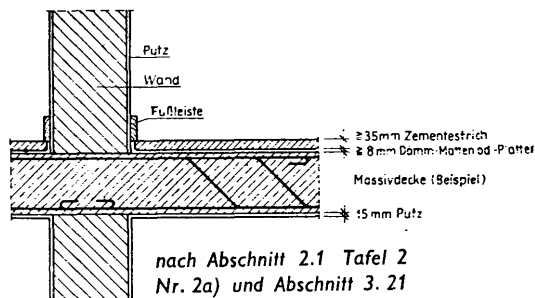 Putz
Wand
Fußleiste
≥35mm Zementestrich
≥ 8mm Dämm-Matten od -Platten
Massivdecke (Beispiel)
15 mm Putz
nach Abschnitt 2.1 Tafel 2
Nr. 2a) und Abschnitt 3. 21